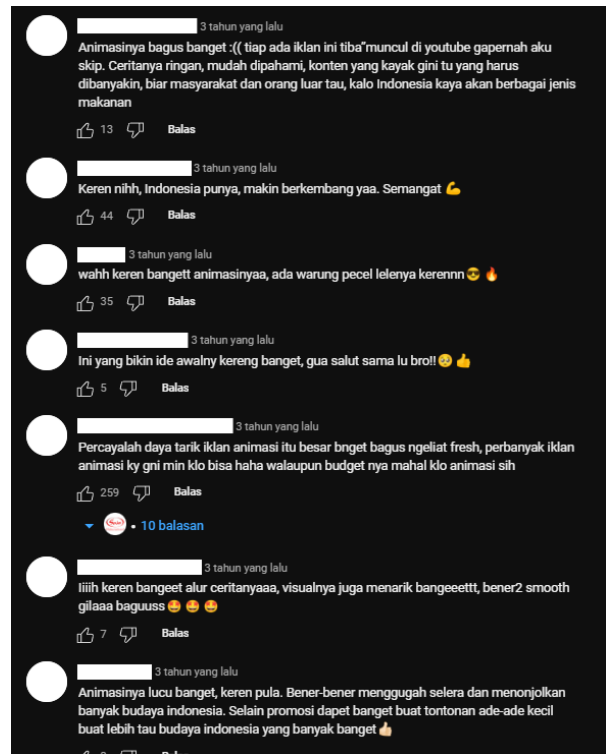 3 tahun yang lalu
Animasinya bagus banget :(( tiap ada iklan ini tiba"muncul di youtube gapernah aku
skip. Ceritanya ringan, mudah dipahami, konten yang kayak gini tu yang harus
dibanyakin, biar masyarakat dan orang luar tau, kalo Indonesia kaya akan berbagai jenis
makanan
13 Balas
3 tahun yang lalu
Keren nihh, Indonesia punya, makin berkembang yaa. Semangat 💪
44 Balas
3 tahun yang lalu
wahh keren bangett animasinyaa, ada warung pecel lelenya kerennn😎 🔥
35 Balas
3 tahun yang lalu
Ini yang bikin ide awalny kereng banget, gua salut sama lu bro!!🥺 👍
5 Balas
3 tahun yang lalu
Percayalah daya tarik iklan animasi itu besar bnget bagus ngeliat fresh, perbanyak iklan
animasi ky gni min klo bisa haha walaupun budget nya mahal klo animasi sih
259 Balas
• 10 balasan
3 tahun yang lalu
Iiiih keren bangeet alur ceritanyaaa, visualnya juga menarik bangeeettt, bener2 smooth
gilaaa baguuss🤩 🤩 🤩
7 Balas
3 tahun yang lalu
Animasinya lucu banget, keren pula. Bener-bener menggugah selera dan menonjolkan
banyak budaya indonesia. Selain promosi dapet banget buat tontonan ade-ade kecil
buat lebih tau budaya indonesia yang banyak banget👍🏻